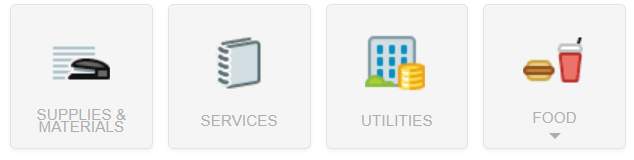 SUPPLIES &
MATERIALS
SERVICES
UTILITIES
FOOD